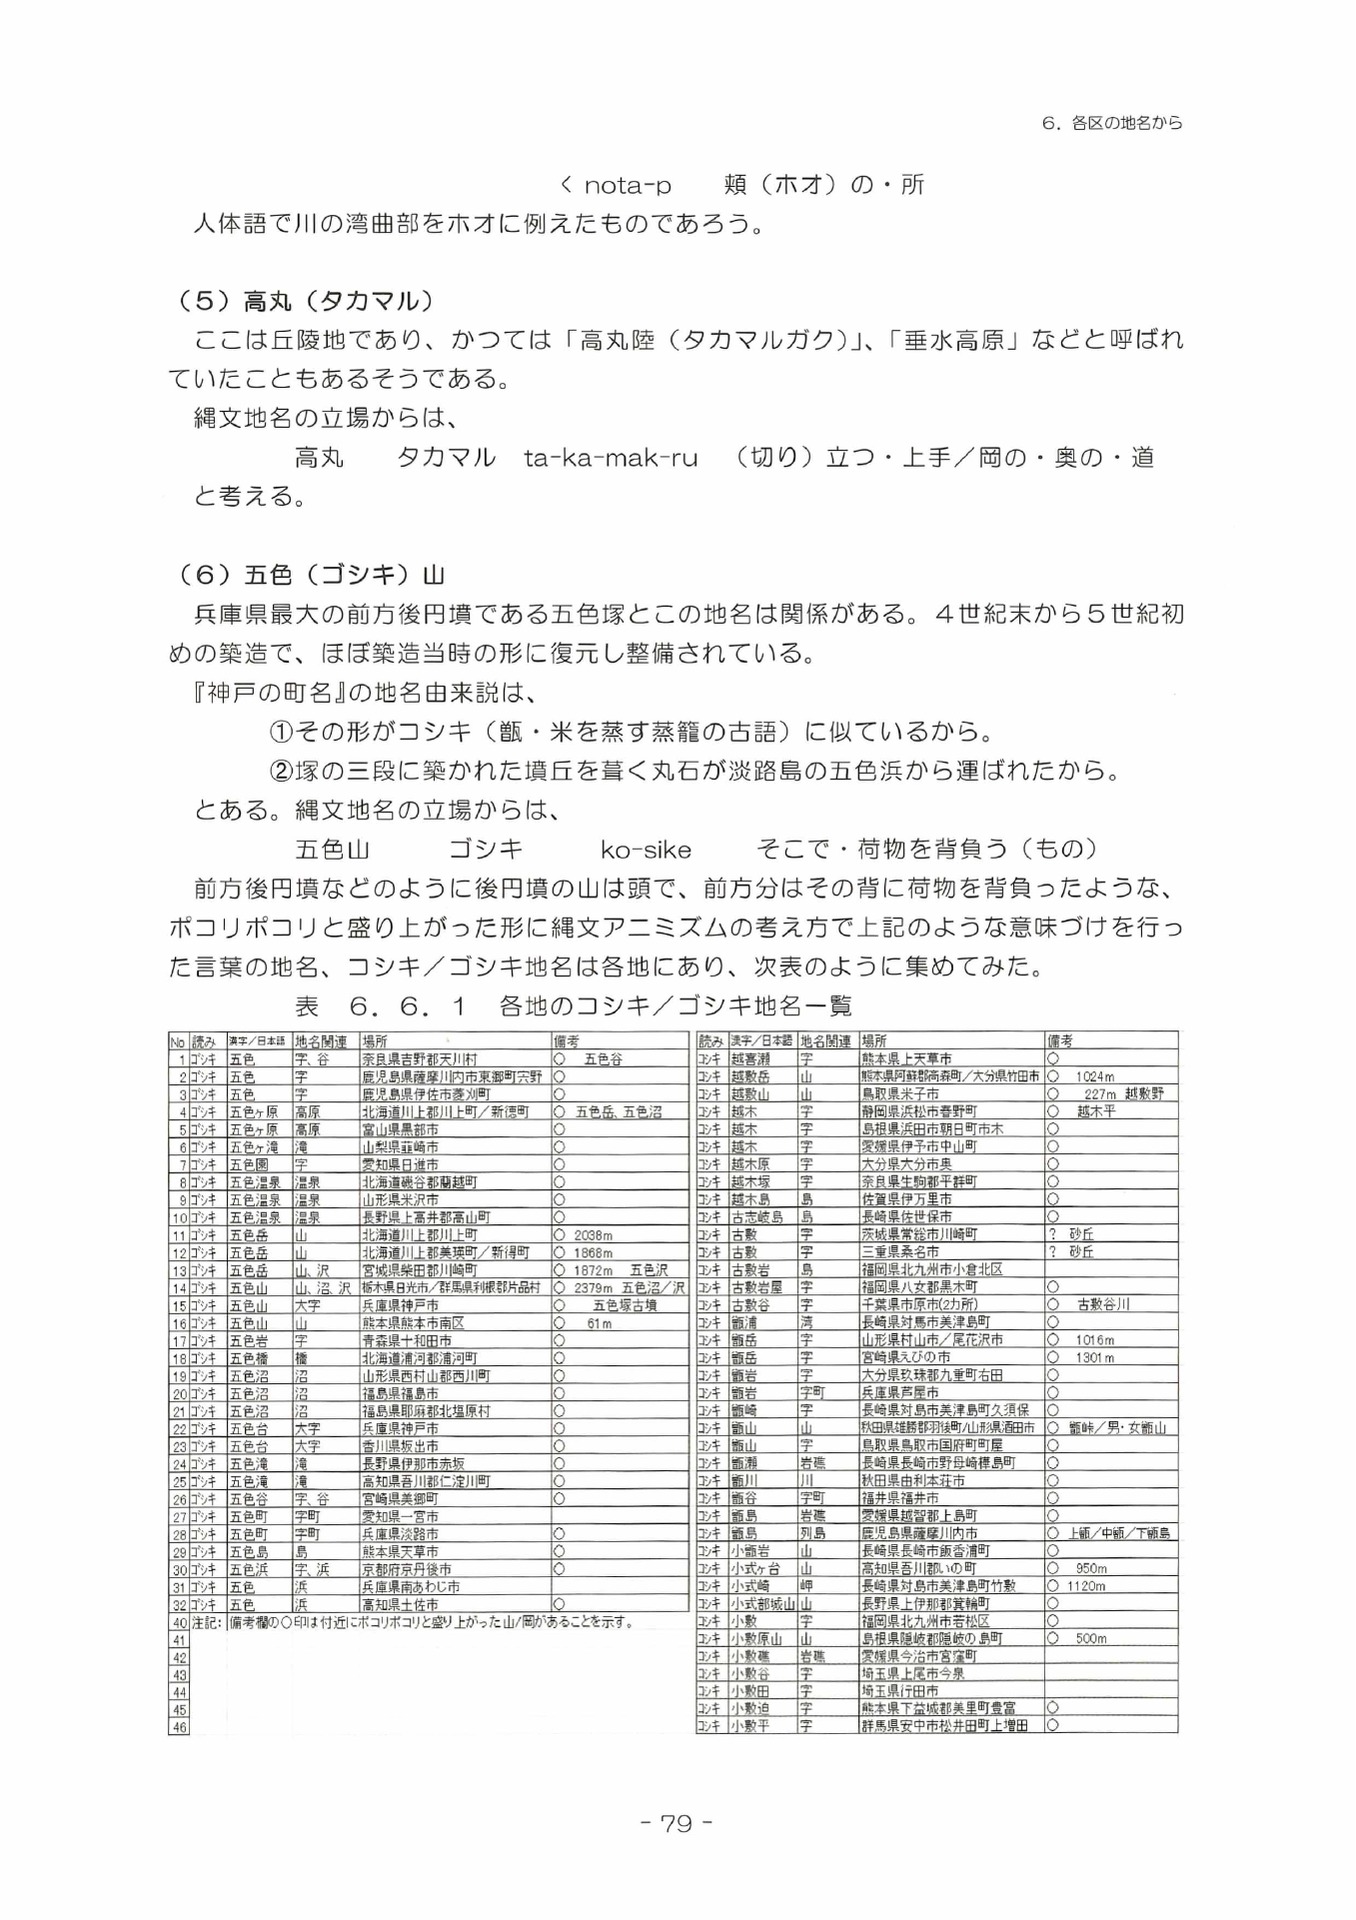 6．各区の地名から
< nota-p　頬（ホオ）の・所
人体語で川の湾曲部をホオに例えたものであろう。
（5）高丸（タカマル）
ここは丘陵地であり、かつては「高丸陸（タカマルガク）」、「垂水高原」などと呼ばれ
ていたこともあるそうである。
縄文地名の立場からは、
高丸　タカマル　ta-ka-mak-ru　（切り）立つ・上手／岡の・奥の・道
と考える。
（6）五色（ゴシキ）山
兵庫県最大の前方後円墳である五色塚とこの地名は関係がある。４世紀末から５世紀初
めの築造で、ほぼ築造当時の形に復元し整備されている。
『神戸の町名』の地名由来説は、
①その形がコシキ（甑・米を蒸す蒸籠の古語）に似ているから。
②塚の三段に築かれた墳丘を葺く丸石が淡路島の五色浜から運ばれたから。
とある。縄文地名の立場からは、
五色山　ゴシキ　ko-sike　そこで・荷物を背負う（もの）
前方後円墳などのように後円墳の山は頭で、前方分はその背に荷物を背負ったような、
ポコリポコリと盛り上がった形に縄文アニミズムの考え方で上記のような意味づけを行っ
た言葉の地名、コシキ／ゴシキ地名は各地にあり、次表のように集めてみた。
表　６．６．１　各地のコシキ／ゴシキ地名一覧
No 読み 漢字／日本語 地名関連 場所 備考
1 ゴシキ 五色 字、谷 奈良県吉野郡天川村 ○ 五色谷
2 ゴシキ 五色 字 鹿児島県薩摩川内市東郷町宍野 ○
3 ゴシキ 五色 字 鹿児島県伊佐市菱刈町 ○
4 ゴシキ 五色ヶ原 高原 北海道川上郡川上町／新徳町 ○ 五色岳、五色沼
5 ゴシキ 五色ヶ原 高原 富山県黒部市 ○
6 ゴシキ 五色ヶ滝 滝 山梨県韮崎市 ○
7 ゴシキ 五色園 字 愛知県日進市 ○
8 ゴシキ 五色温泉 温泉 北海道磯谷郡蘭越町 ○
9 ゴシキ 五色温泉 温泉 山形県米沢市 ○
10 ゴシキ 五色温泉 温泉 長野県上高井郡高山町 ○
11 ゴシキ 五色岳 山 北海道川上郡川上町 ○ 2038m
12 ゴシキ 五色岳 山 北海道川上郡美瑛町／新得町 ○ 1868m
13 ゴシキ 五色岳 山、沢 宮城県柴田郡川崎町 ○ 1872m 五色沢
14 ゴシキ 五色山 山、沼、沢 栃木県日光市／群馬県利根郡片品村 ○ 2379m 五色沼／沢
15 ゴシキ 五色山 大字 兵庫県神戸市 ○ 五色塚古墳
16 ゴシキ 五色山 山 熊本県熊本市南区 ○ 61m
17 ゴシキ 五色岩 字 青森県十和田市 ○
18 ゴシキ 五色橋 橋 北海道浦河郡浦河町 ○
19 ゴシキ 五色沼 沼 山形県西村山郡西川町 ○
20 ゴシキ 五色沼 沼 福島県福島市 ○
21 ゴシキ 五色沼 沼 福島県耶麻郡北塩原村 ○
22 ゴシキ 五色台 大字 兵庫県神戸市 ○
23 ゴシキ 五色台 大字 香川県坂出市 ○
24 ゴシキ 五色滝 滝 長野県伊那市赤坂 ○
25 ゴシキ 五色滝 滝 高知県吾川郡仁淀川町 ○
26 ゴシキ 五色谷 字、谷 宮崎県美郷町 ○
27 ゴシキ 五色町 字町 愛知県一宮市
28 ゴシキ 五色町 字町 兵庫県淡路市 ○
29 ゴシキ 五色島 島 熊本県天草市 ○
30 ゴシキ 五色浜 字、浜 京都府京丹後市 ○
31 ゴシキ 五色 浜 兵庫県南あわじ市
32 ゴシキ 五色 浜 高知県土佐市 ○
40 注記：備考欄の○印は付近にポコリポコリと盛り上がった山／岡があることを示す。
41
42
43
44
45
46
読み 漢字／日本語 地名関連 場所 備考
コシキ 越喜瀬 字 熊本県上天草市 ○
コシキ 越敷岳 山 熊本県阿蘇郡高森町／大分県竹田市 ○ 1024m
コシキ 越敷山 山 鳥取県米子市 ○ 227m 越敷野
コシキ 越木 字 静岡県浜松市春野町 ○ 越木平
コシキ 越木 字 島根県浜田市朝日町市木 ○
コシキ 越木 字 愛媛県伊予市中山町 ○
コシキ 越木原 字 大分県大分市奥 ○
コシキ 越木塚 字 奈良県生駒郡平群町 ○
コシキ 越木島 島 佐賀県伊万里市 ○
コシキ 古志岐島 島 長崎県佐世保市 ○
コシキ 古敷 字 茨城県常総市川崎町 ? 砂丘
コシキ 古敷 字 三重県桑名市 ? 砂丘
コシキ 古敷岩 島 福岡県北九州市小倉北区
コシキ 古敷岩屋 字 福岡県八女郡黒木町 ○
コシキ 古敷谷 字 千葉県市原市(2カ所) ○ 古敷谷川
コシキ 甑浦 湾 長崎県対馬市美津島町 ○
コシキ 甑岳 字 山形県村山市／尾花沢市 ○ 1016m
コシキ 甑岳 字 宮崎県えびの市 ○ 1301m
コシキ 甑岩 字 大分県玖珠郡九重町右田 ○
コシキ 甑岩 字町 兵庫県芦屋市 ○
コシキ 甑崎 字 長崎県対島市美津島町久須保 ○
コシキ 甑山 山 秋田県雄勝郡羽後町/山形県酒田市 ○ 甑峠／男・女甑山
コシキ 甑山 字 鳥取県鳥取市国府町町屋 ○
コシキ 甑瀬 岩礁 長崎県長崎市野母崎樺島町 ○
コシキ 甑川 川 秋田県由利本荘市 ○
コシキ 甑谷 字町 福井県福井市 ○
コシキ 甑島 岩礁 愛媛県越智郡上島町 ○
コシキ 甑島 列島 鹿児島県薩摩川内市 ○ 上甑／中甑／下甑島
コシキ 小甑岩 山 長崎県長崎市飯香浦町 ○
コシキ 小式ヶ台 山 高知県吾川郡いの町 ○ 950m
コシキ 小式崎 岬 長崎県対島市美津島町竹敷 ○ 1120m
コシキ 小式部城山 山 長野県上伊那郡箕輪町 ○
コシキ 小敷 字 福岡県北九州市若松区 ○
コシキ 小敷原山 山 島根県隠岐郡隠岐の島町 ○ 500m
コシキ 小敷礁 岩礁 愛媛県今治市宮窪町
コシキ 小敷谷 字 埼玉県上尾市今泉
コシキ 小敷田 字 埼玉県行田市
コシキ 小敷迫 字 熊本県下益城郡美里町豊富 ○
コシキ 小敷平 字 群馬県安中市松井田町上増田 ○
- 79 -